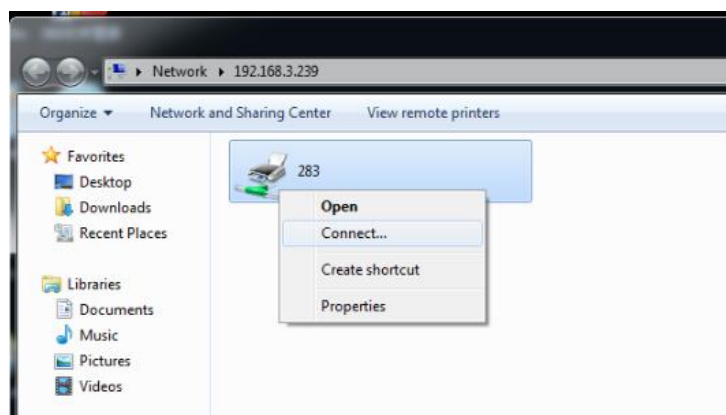 Network ▸ 192.168.3.239
Organize ▾ Network and Sharing Center View remote printers
Favorites
Desktop
Downloads
Recent Places
Libraries
Documents
Music
Pictures
Videos
283
Open
Connect...
Create shortcut
Properties